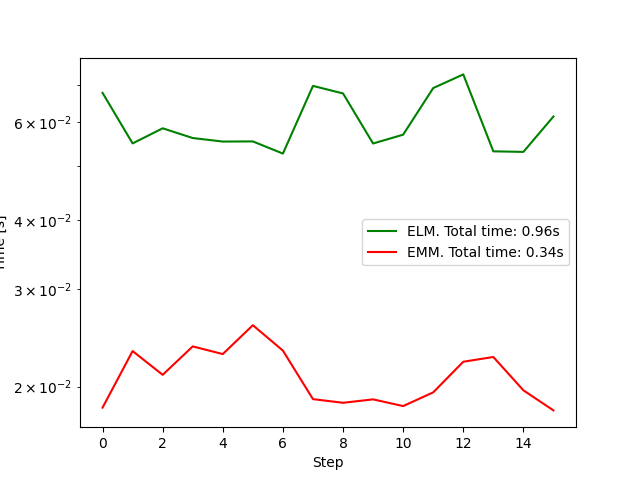 6 × 10⁻²
4 × 10⁻²
3 × 10⁻²
2 × 10⁻²
Time [s]
ELM. Total time: 0.96s
EMM. Total time: 0.34s
0 2 4 6 8 10 12 14
Step